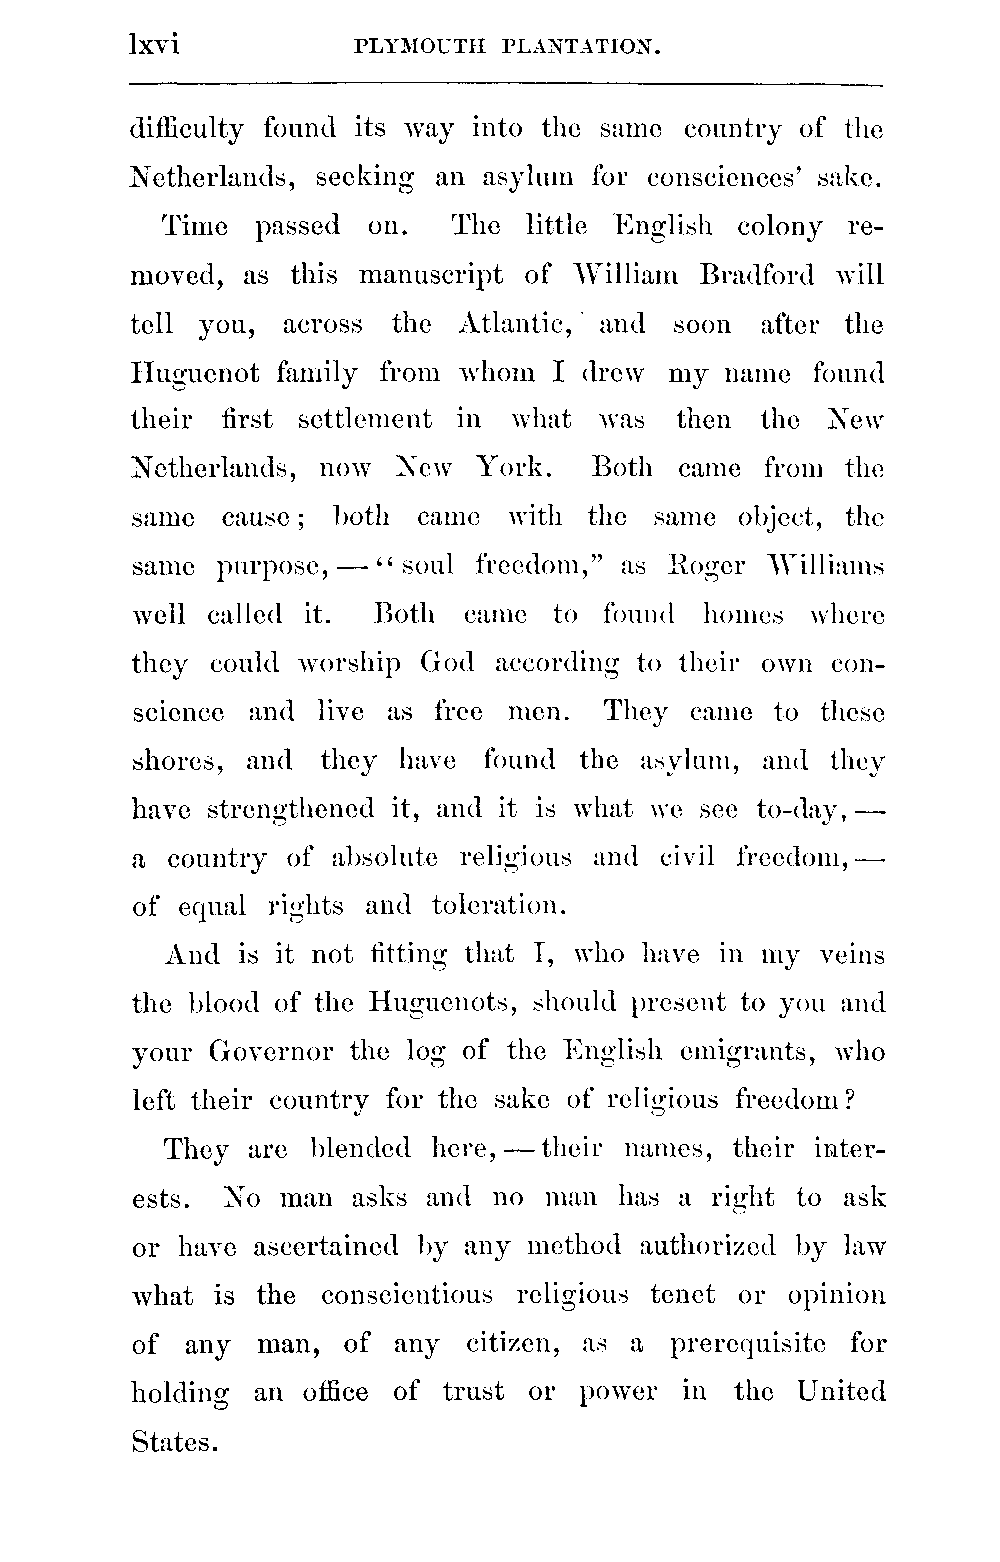 lxvi PLYMOUTH PLANTATION.
difficulty found its way into the same country of the
Netherlands, seeking an asylum for consciences' sake.
Time passed on. The little English colony re-
moved, as this manuscript of William Bradford will
tell you, across the Atlantic, and soon after the
Huguenot family from whom I drew my name found
their first settlement in what was then the New
Netherlands, now New York. Both came from the
same cause; both came with the same object, the
same purpose, — “soul freedom,” as Roger Williams
well called it. Both came to found homes where
they could worship God according to their own con-
science and live as free men. They came to these
shores, and they have found the asylum, and they
have strengthened it, and it is what we see to-day, —
a country of absolute religious and civil freedom, —
of equal rights and toleration.
And is it not fitting that I, who have in my veins
the blood of the Huguenots, should present to you and
your Governor the log of the English emigrants, who
left their country for the sake of religious freedom?
They are blended here, — their names, their inter-
ests. No man asks and no man has a right to ask
or have ascertained by any method authorized by law
what is the conscientious religious tenet or opinion
of any man, of any citizen, as a prerequisite for
holding an office of trust or power in the United
States.